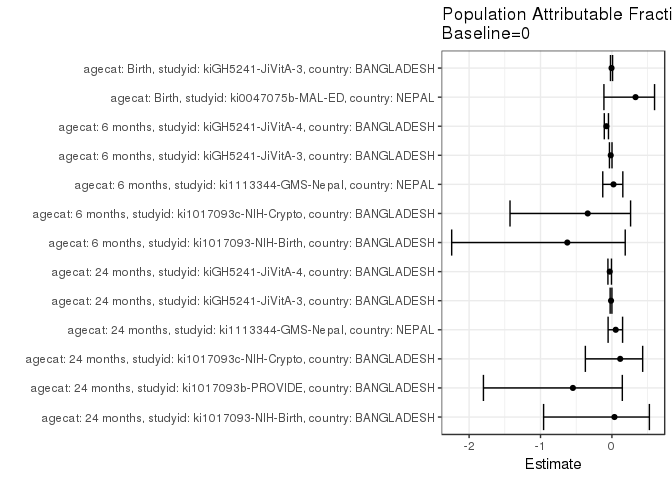 Population Attributable Fracti
Baseline=0
agecat: Birth, studyid: kiGH5241-JiVitA-3, country: BANGLADESH
agecat: Birth, studyid: ki0047075b-MAL-ED, country: NEPAL
agecat: 6 months, studyid: kiGH5241-JiVitA-4, country: BANGLADESH
agecat: 6 months, studyid: kiGH5241-JiVitA-3, country: BANGLADESH
agecat: 6 months, studyid: ki1113344-GMS-Nepal, country: NEPAL
agecat: 6 months, studyid: ki1017093c-NIH-Crypto, country: BANGLADESH
agecat: 6 months, studyid: ki1017093-NIH-Birth, country: BANGLADESH
agecat: 24 months, studyid: kiGH5241-JiVitA-4, country: BANGLADESH
agecat: 24 months, studyid: kiGH5241-JiVitA-3, country: BANGLADESH
agecat: 24 months, studyid: ki1113344-GMS-Nepal, country: NEPAL
agecat: 24 months, studyid: ki1017093c-NIH-Crypto, country: BANGLADESH
agecat: 24 months, studyid: ki1017093b-PROVIDE, country: BANGLADESH
agecat: 24 months, studyid: ki1017093-NIH-Birth, country: BANGLADESH
-2 -1 0
Estimate